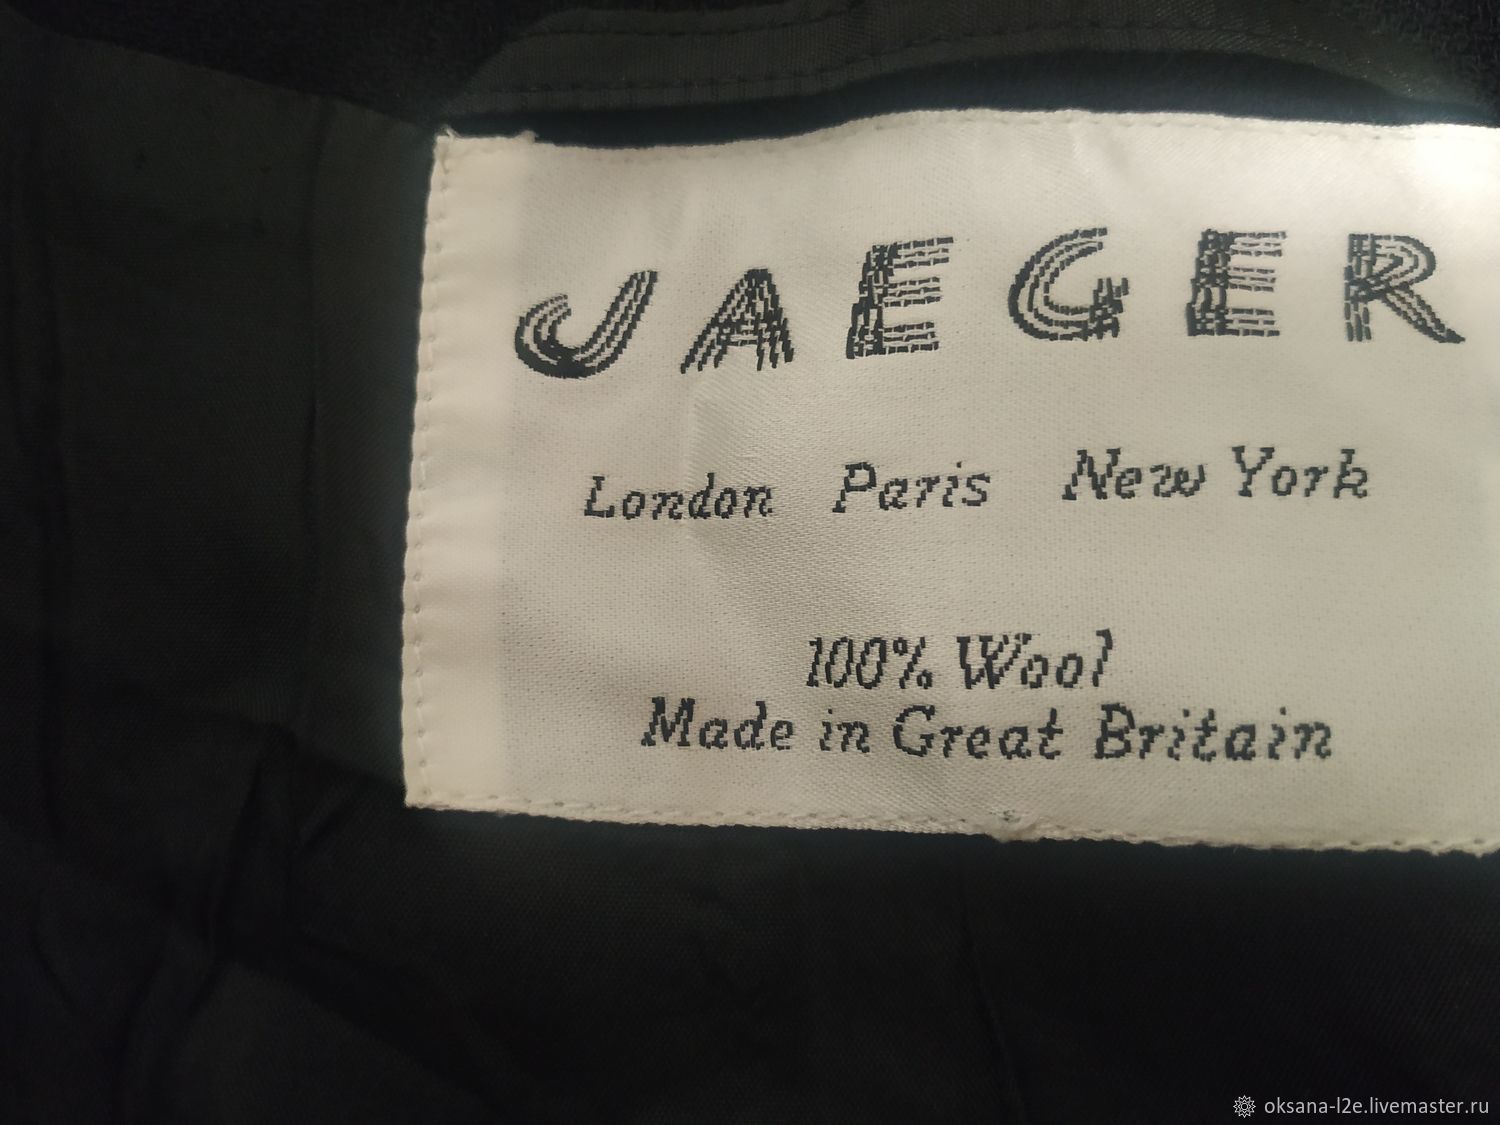 JAEGER
London Paris New York
100% Wool
Made in Great Britain
oksana-l2e.livemaster.ru